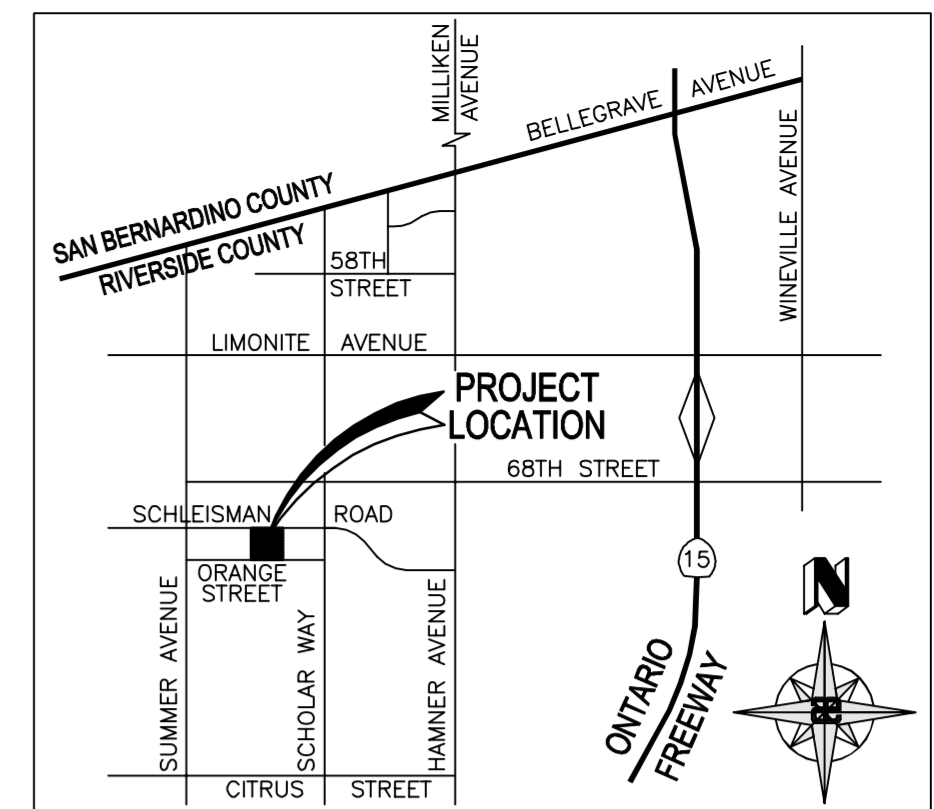 MILLIKEN
AVENUE
BELLEGRAVE AVENUE
WINEVILLE AVENUE
SAN BERNARDINO COUNTY
RIVERSIDE COUNTY
58TH
STREET
LIMONITE AVENUE
PROJECT
LOCATION
68TH STREET
SCHLEISMAN ROAD
ORANGE
STREET
15
N
SUMMER AVENUE
SCHOLAR WAY
HAMNER AVENUE
ONTARIO
FREEWAY
CITRUS STREET